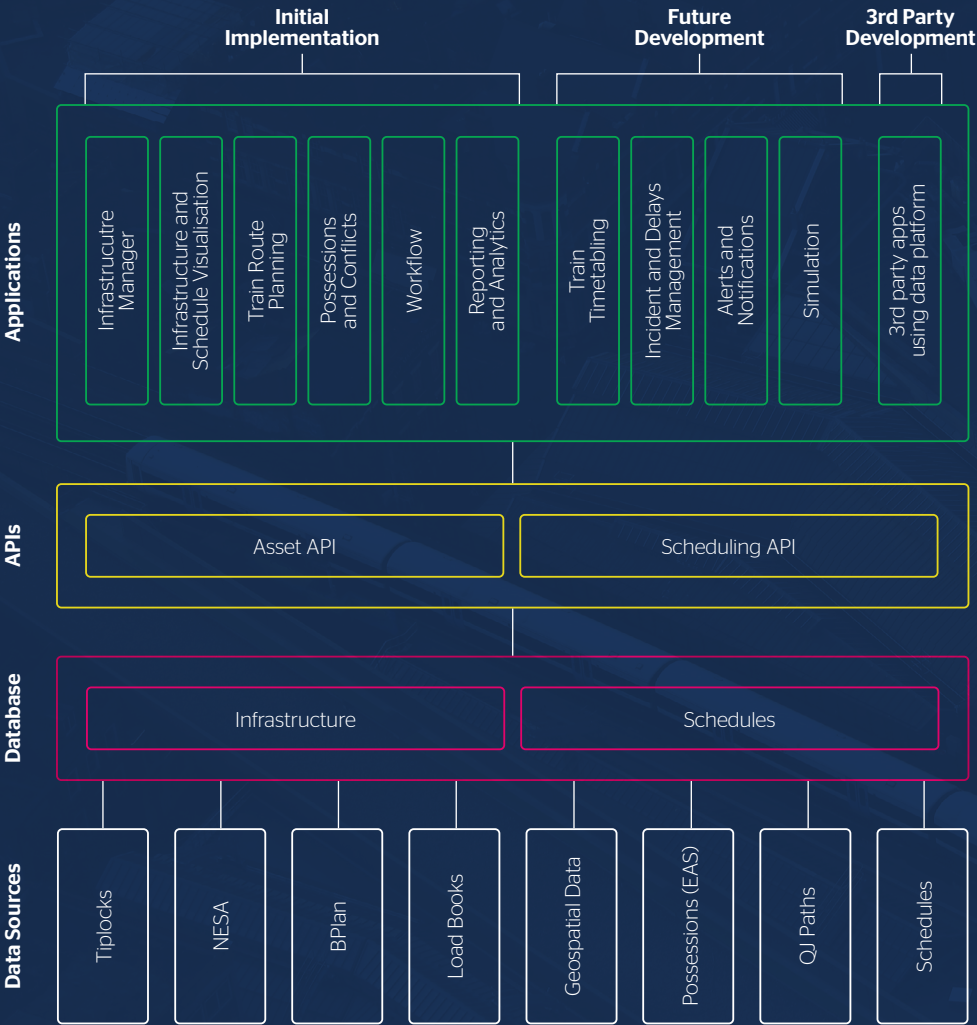 Initial
Implementation
Future
Development
3rd Party
Development
Applications
Infrastrucutre
Manager
Infrastructure and
Schedule Visualisation
Train Route
Planning
Possessions
and Conflicts
Workflow
Reporting
and Analytics
Train
Timetabling
Incident and Delays
Management
Alerts and
Notifications
Simulation
3rd party apps
using data platform
APIs
Asset API
Scheduling API
Database
Infrastructure
Schedules
Data Sources
Tiplocks
NESA
BPlan
Load Books
Geospatial Data
Possessions (EAS)
QJ Paths
Schedules